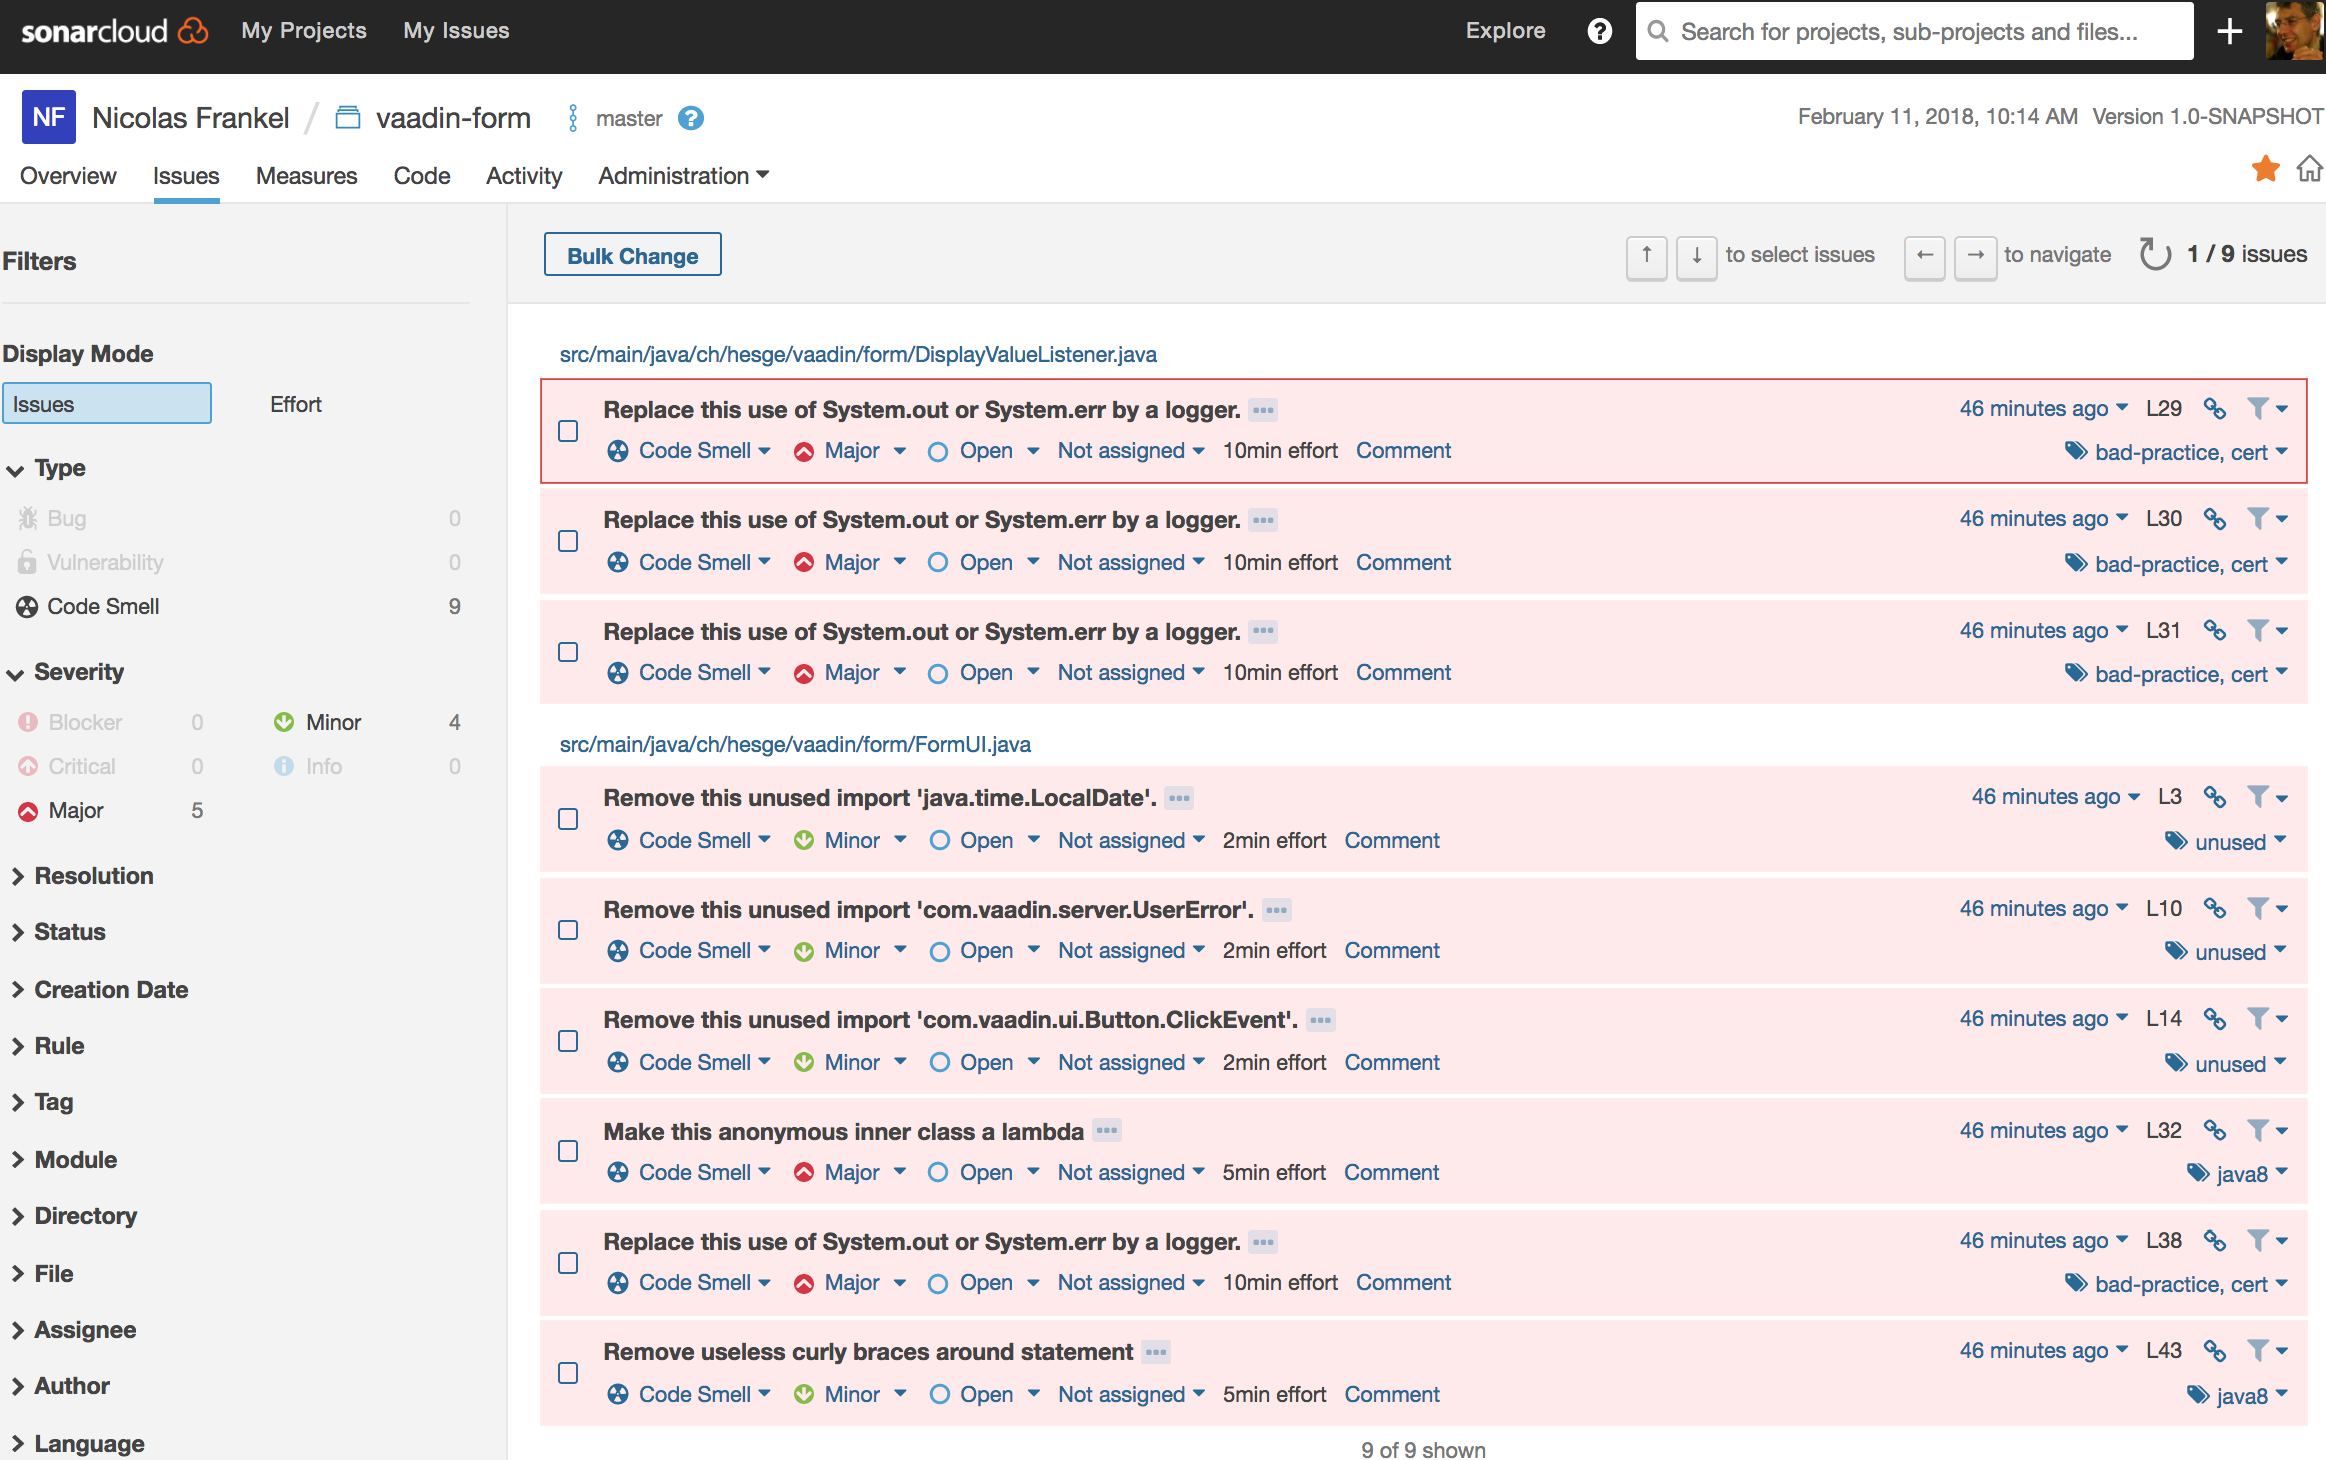 sonarcloud My Projects My Issues Explore ? Search for projects, sub-projects and files... +
NF Nicolas Frankel / vaadin-form master ? February 11, 2018, 10:14 AM Version 1.0-SNAPSHOT
Overview Issues Measures Code Activity Administration
Filters
Display Mode
Issues Effort
Type
Bug 0
Vulnerability 0
Code Smell 9
Severity
Blocker 0 Minor 4
Critical 0 Info 0
Major 5
Resolution
Status
Creation Date
Rule
Tag
Module
Directory
File
Assignee
Author
Language
Bulk Change ↑ ↓ to select issues ← → to navigate 1 / 9 issues
src/main/java/ch/hesge/vaadin/form/DisplayValueListener.java
Replace this use of System.out or System.err by a logger. ... 46 minutes ago L29
Code Smell Major Open Not assigned 10min effort Comment bad-practice, cert
Replace this use of System.out or System.err by a logger. ... 46 minutes ago L30
Code Smell Major Open Not assigned 10min effort Comment bad-practice, cert
Replace this use of System.out or System.err by a logger. ... 46 minutes ago L31
Code Smell Major Open Not assigned 10min effort Comment bad-practice, cert
src/main/java/ch/hesge/vaadin/form/FormUI.java
Remove this unused import 'java.time.LocalDate'. ... 46 minutes ago L3
Code Smell Minor Open Not assigned 2min effort Comment unused
Remove this unused import 'com.vaadin.server.UserError'. ... 46 minutes ago L10
Code Smell Minor Open Not assigned 2min effort Comment unused
Remove this unused import 'com.vaadin.ui.Button.ClickEvent'. ... 46 minutes ago L14
Code Smell Minor Open Not assigned 2min effort Comment unused
Make this anonymous inner class a lambda ... 46 minutes ago L32
Code Smell Major Open Not assigned 5min effort Comment java8
Replace this use of System.out or System.err by a logger. ... 46 minutes ago L38
Code Smell Major Open Not assigned 10min effort Comment bad-practice, cert
Remove useless curly braces around statement ... 46 minutes ago L43
Code Smell Minor Open Not assigned 5min effort Comment java8
9 of 9 shown